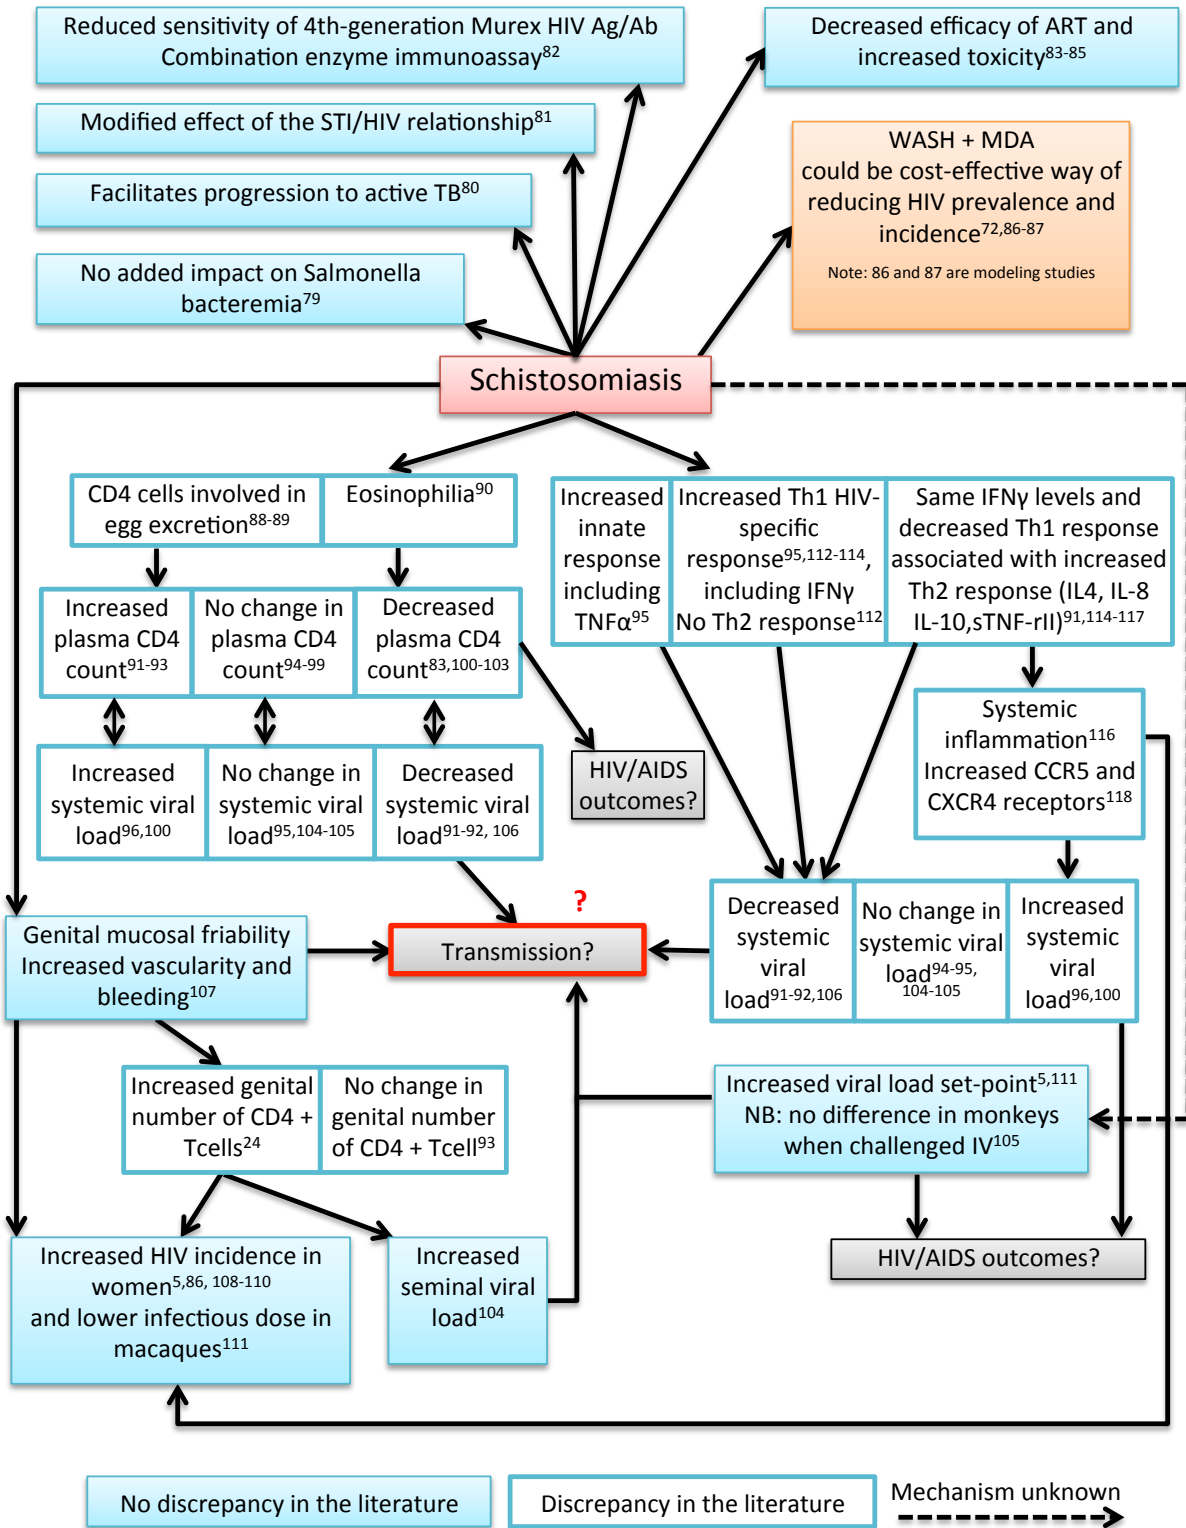 Reduced sensitivity of 4th-generation Murex HIV Ag/Ab
Combination enzyme immunoassay82
Decreased efficacy of ART and
increased toxicity83-85
Modified effect of the STI/HIV relationship81
WASH + MDA
could be cost-effective way of
reducing HIV prevalence and
incidence72,86-87
Note: 86 and 87 are modeling studies
Facilitates progression to active TB80
No added impact on Salmonella
bacteremia79
Schistosomiasis
CD4 cells involved in
egg excretion88-89
Eosinophilia90
Increased
innate
response
including
TNFα95
Increased Th1 HIV-
specific
response95,112-114,
including IFNγ
No Th2 response112
Same IFNγ levels and
decreased Th1 response
associated with increased
Th2 response (IL4, IL-8
IL-10,sTNF-rII)91,114-117
Increased
plasma CD4
count91-93
No change in
plasma CD4
count94-99
Decreased
plasma CD4
count83,100-103
Systemic
inflammation116
Increased CCR5 and
CXCR4 receptors118
Increased
systemic viral
load96,100
No change in
systemic viral
load95,104-105
Decreased
systemic viral
load91-92, 106
HIV/AIDS
outcomes?
?
Transmission?
Decreased
systemic
viral
load91-92,106
No change in
systemic viral
load94-95,
104-105
Increased
systemic
viral
load96,100
Genital mucosal friability
Increased vascularity and
bleeding107
Increased genital
number of CD4 +
Tcells24
No change in
genital number
of CD4 + Tcell93
Increased viral load set-point5,111
NB: no difference in monkeys
when challenged IV105
HIV/AIDS outcomes?
Increased HIV incidence in
women5,86, 108-110
and lower infectious dose in
macaques111
Increased
seminal viral
load104
No discrepancy in the literature
Discrepancy in the literature
Mechanism unknown